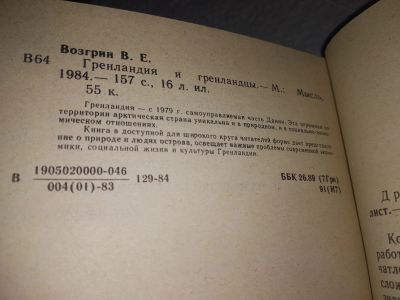 Возгрин В. Е.
В64 Гренландия и гренландцы.— М.: Мысль,
1984.— 157 с., 16 л. ил.
55 к.
Гренландия — с 1979 г. самоуправляемая часть Дании. Эта огромная по
территории арктическая страна уникальна и в природном, и в социально-эконо-
мическом отношениях.
Книга в доступной для широкого круга читателей форме дает представле-
ние о природе и людях острова, освещает важные проблемы современной эконо-
мики, социальной жизни и культуры Гренландии.
В 1905020000-046
004(01)-83 129-84
ББК 26.89 (7Гре)
91(И7)
лист.—
работ